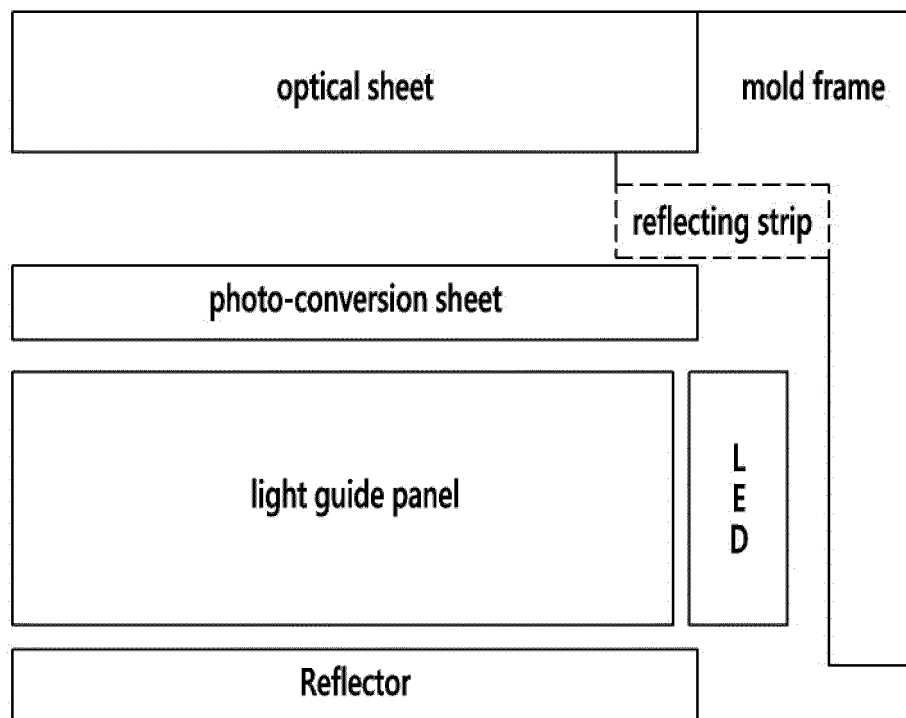 optical sheet
mold frame
reflecting strip
photo-conversion sheet
light guide panel
L
E
D
Reflector